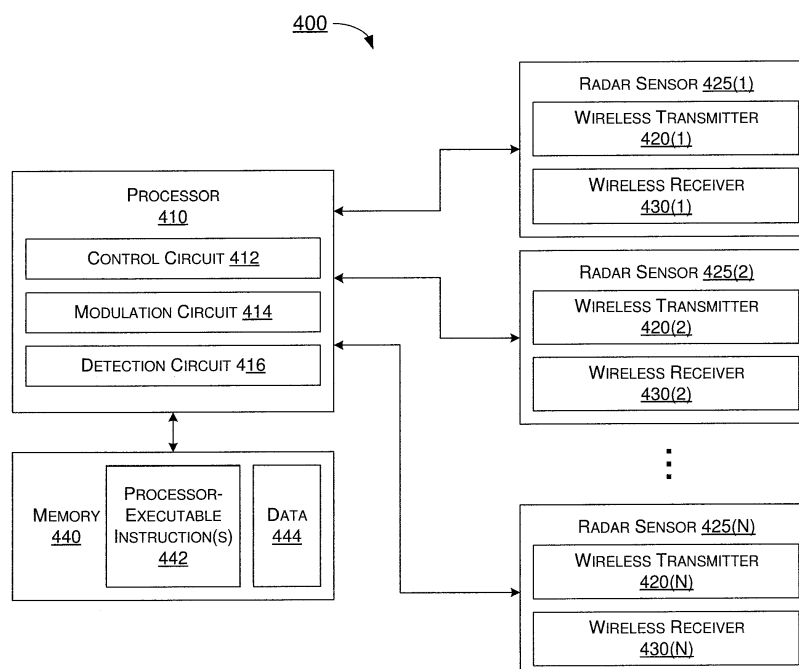 400
PROCESSOR
410
CONTROL CIRCUIT 412
MODULATION CIRCUIT 414
DETECTION CIRCUIT 416
MEMORY
440
PROCESSOR-
EXECUTABLE
INSTRUCTION(S)
442
DATA
444
RADAR SENSOR 425(1)
WIRELESS TRANSMITTER
420(1)
WIRELESS RECEIVER
430(1)
RADAR SENSOR 425(2)
WIRELESS TRANSMITTER
420(2)
WIRELESS RECEIVER
430(2)
RADAR SENSOR 425(N)
WIRELESS TRANSMITTER
420(N)
WIRELESS RECEIVER
430(N)